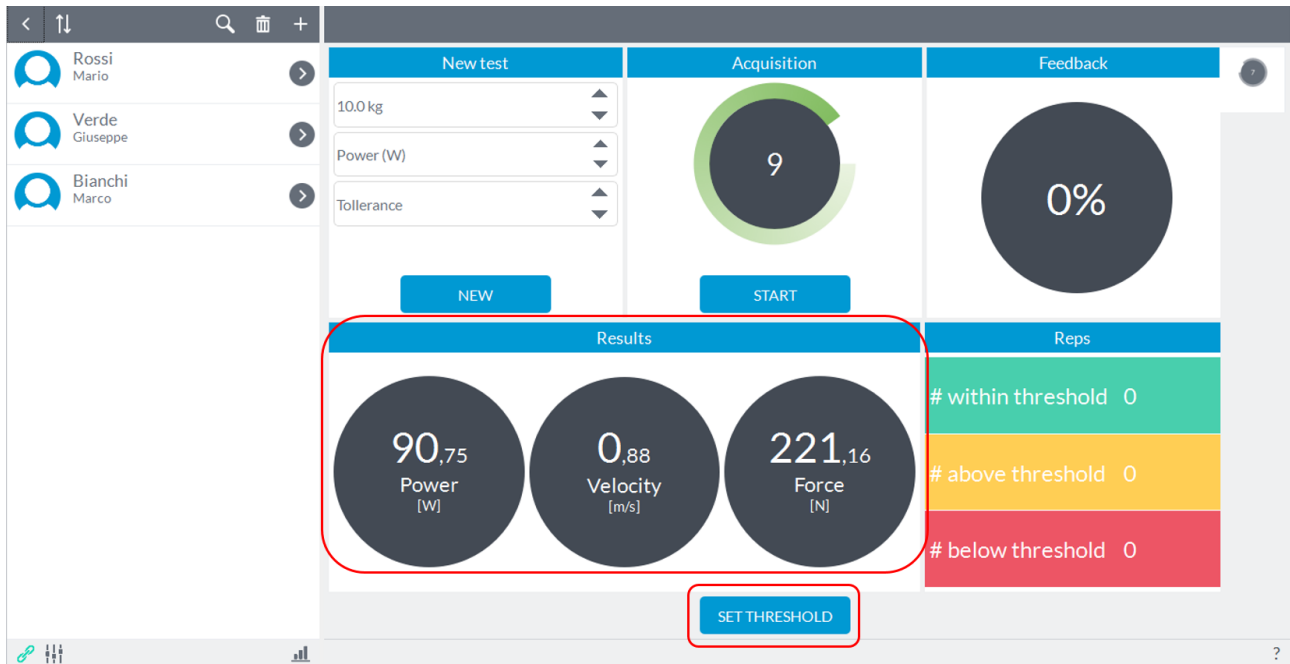 Rossi
Mario
Verde
Giuseppe
Bianchi
Marco
New test
10.0 kg
Power (W)
Tollerance
NEW
Acquisition
9
START
Feedback
0%
7
Results
90,75
Power
[W]
0,88
Velocity
[m/s]
221,16
Force
[N]
Reps
# within threshold 0
# above threshold 0
# below threshold 0
SET THRESHOLD
?